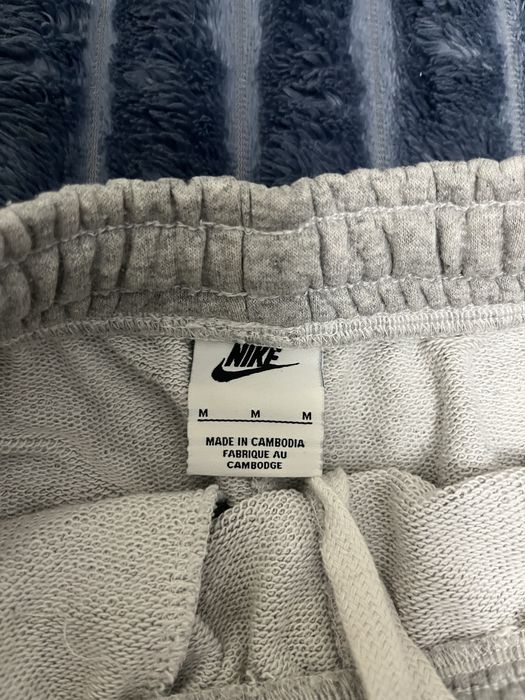 NIKE
M M M
MADE IN CAMBODIA
FABRIQUE AU
CAMBODGE